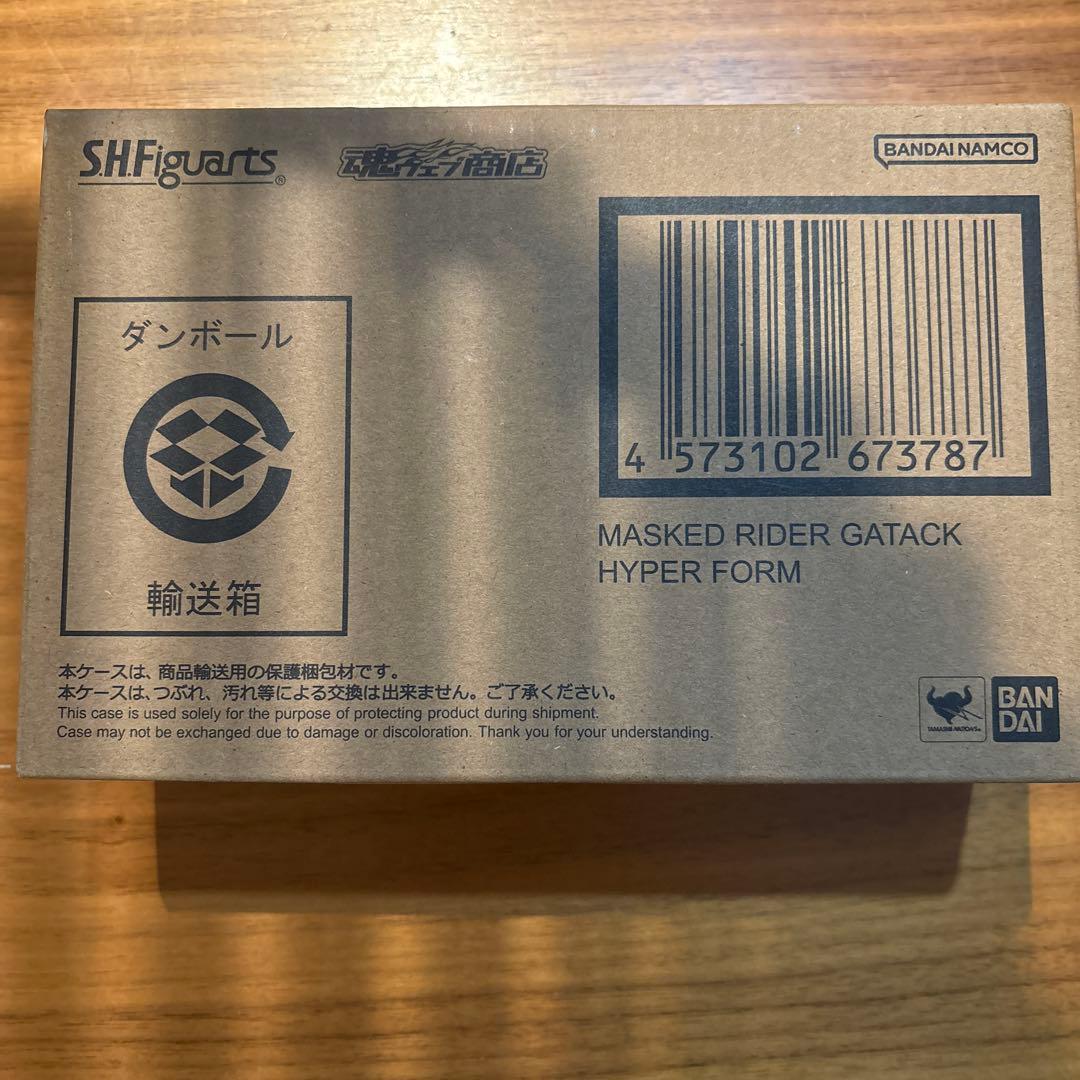 S.H.Figuarts®
魂ウェブ商店
BANDAI NAMCO
ダンボール
輸送箱
4 573102 673787
MASKED RIDER GATACK
HYPER FORM
本ケースは、商品輸送用の保護梱包材です。
本ケースは、つぶれ、汚れ等による交換は出来ません。ご了承ください。
This case is used solely for the purpose of protecting product during shipment.
Case may not be exchanged due to damage or discoloration. Thank you for your understanding.
TAMASHII NATIONS
BAN
DAI